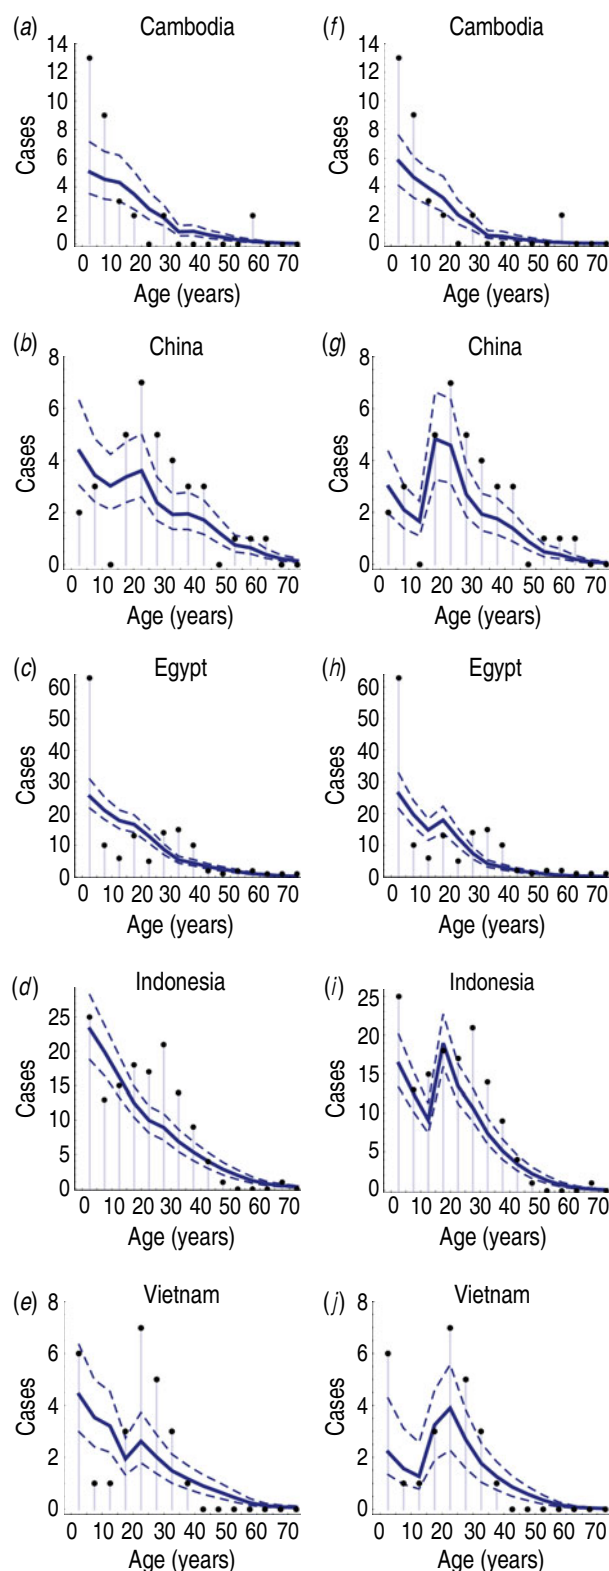 (a) Cambodia
14
12
10
8
6
4
2
0
Cases
0 10 20 30 40 50 60 70
Age (years)
(f) Cambodia
14
12
10
8
6
4
2
0
Cases
0 10 20 30 40 50 60 70
Age (years)
(b) China
8
6
4
2
0
Cases
0 10 20 30 40 50 60 70
Age (years)
(g) China
8
6
4
2
0
Cases
0 10 20 30 40 50 60 70
Age (years)
(c) Egypt
60
50
40
30
20
10
0
Cases
0 10 20 30 40 50 60 70
Age (years)
(h) Egypt
60
50
40
30
20
10
0
Cases
0 10 20 30 40 50 60 70
Age (years)
(d) Indonesia
25
20
15
10
5
0
Cases
0 10 20 30 40 50 60 70
Age (years)
(i) Indonesia
25
20
15
10
5
0
Cases
0 10 20 30 40 50 60 70
Age (years)
(e) Vietnam
8
6
4
2
0
Cases
0 10 20 30 40 50 60 70
Age (years)
(j) Vietnam
8
6
4
2
0
Cases
0 10 20 30 40 50 60 70
Age (years)